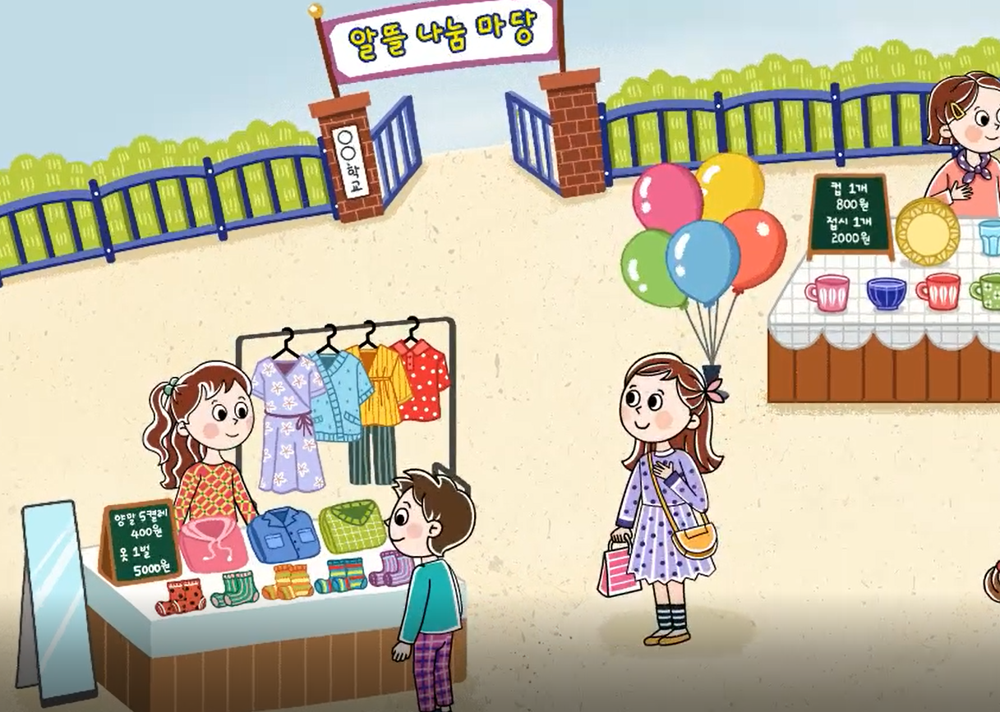 알뜰 나눔 마당
○○학교
컵 1개
800원
접시 1개
2000원
양말 5켤레
400원
옷 1벌
5000원